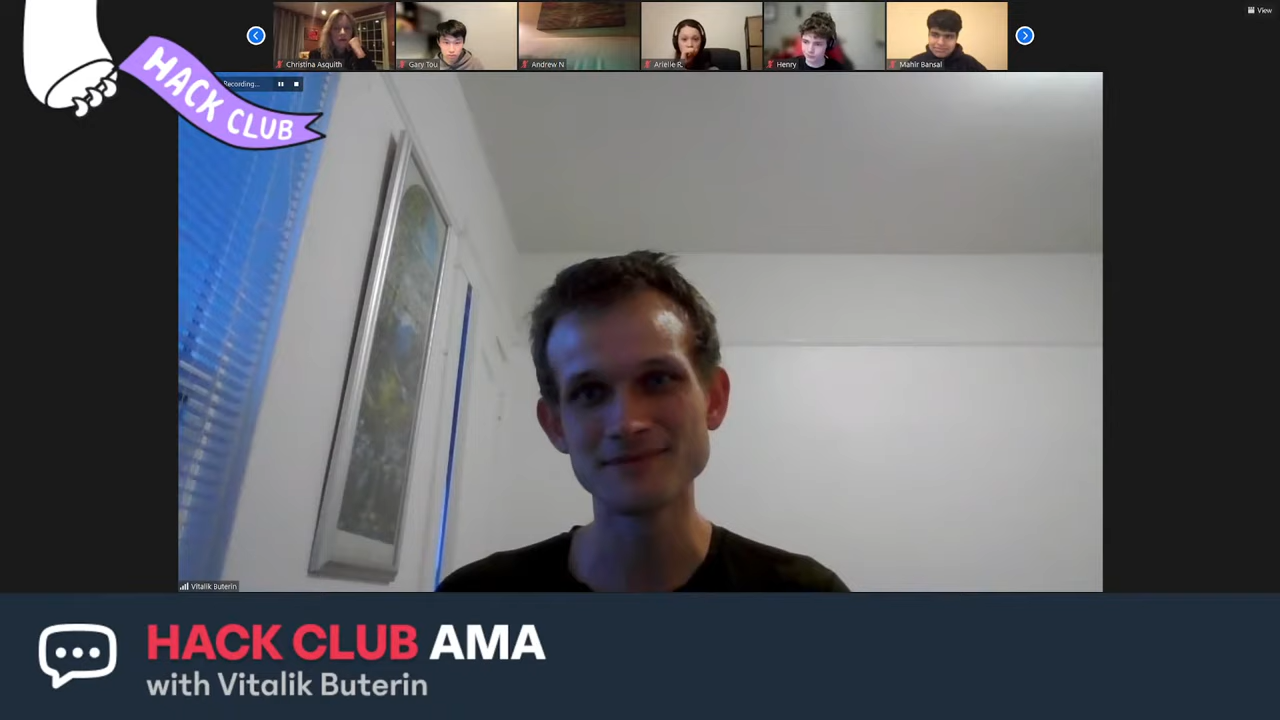 View
Christina Asquith
Gary Tou
Andrew N
Arielle R.
Henry
Mahir Bansal
Recording...
HACK CLUB
Vitalik Buterin
HACK CLUB AMA
with Vitalik Buterin